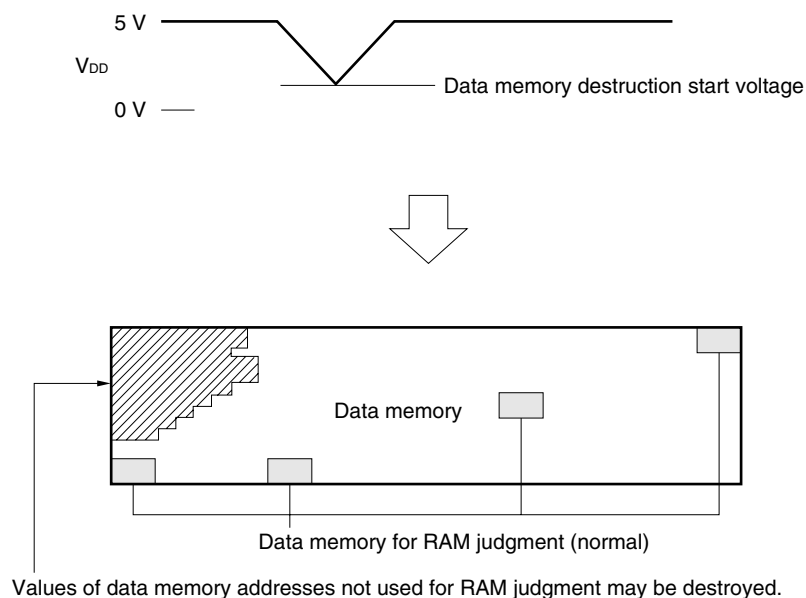 5 V
VDD
Data memory destruction start voltage
0 V
Data memory
Data memory for RAM judgment (normal)
Values of data memory addresses not used for RAM judgment may be destroyed.